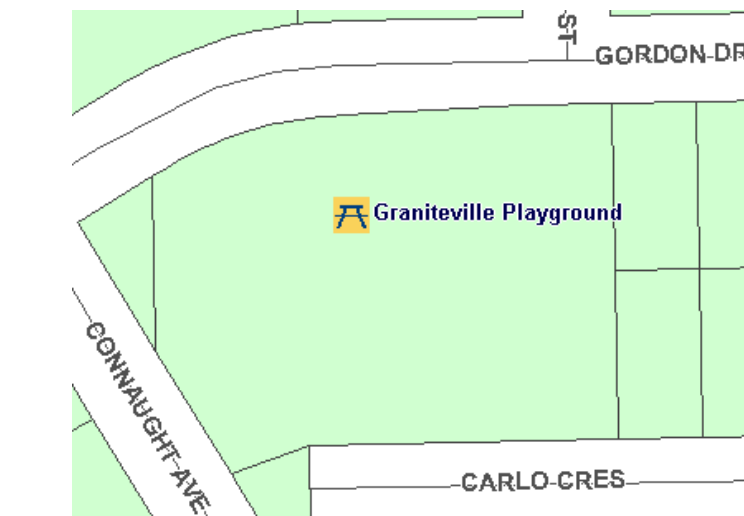 ST
GORDON-DR
Graniteville Playground
CONNAUGHT-AVE
CARLO-CRES